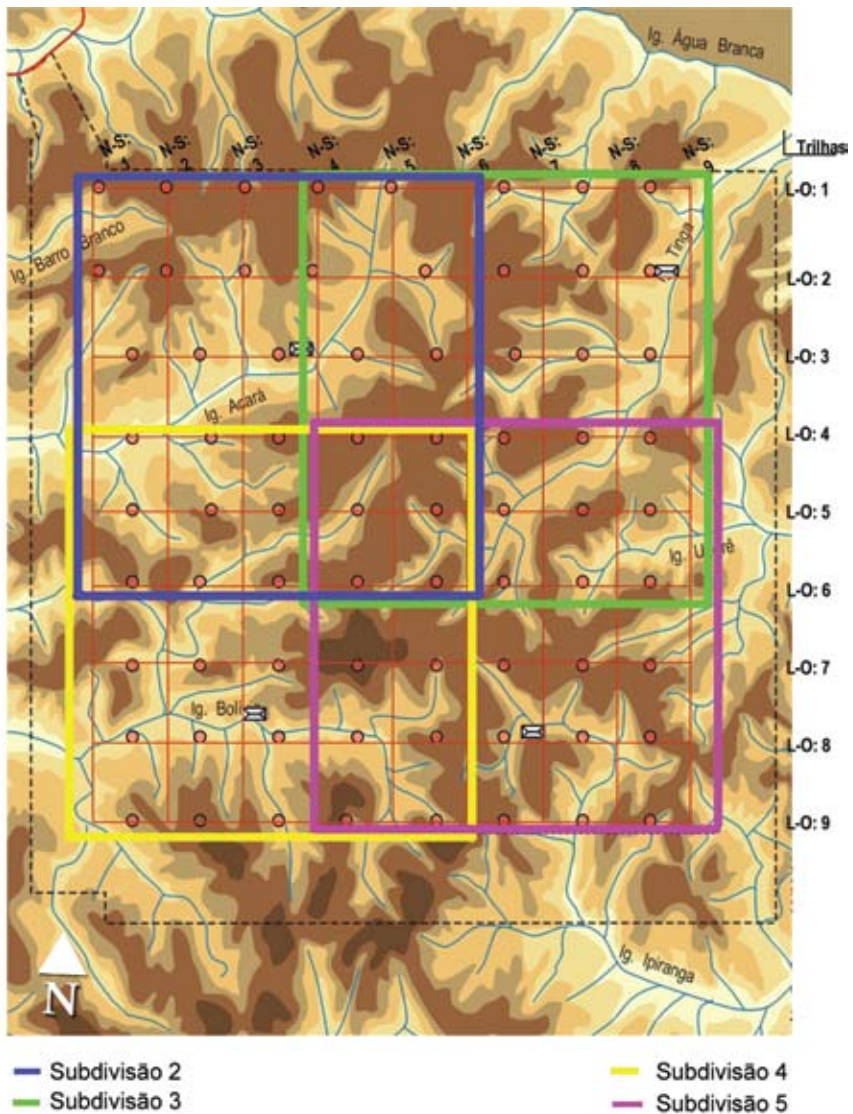 Ig. Água Branca
N-S: 1
N-S: 2
N-S: 3
N-S: 4
N-S: 5
N-S: 6
N-S: 7
N-S: 8
N-S: 9
Trilhas:
L-O: 1
Ig. Barro Branco
Tinga
L-O: 2
L-O: 3
Ig. Acará
L-O: 4
L-O: 5
Ig.
L-O: 6
L-O: 7
Ig.
L-O: 8
L-O: 9
Ig. Ipiranga
N
Subdivisão 2
Subdivisão 3
Subdivisão 4
Subdivisão 5